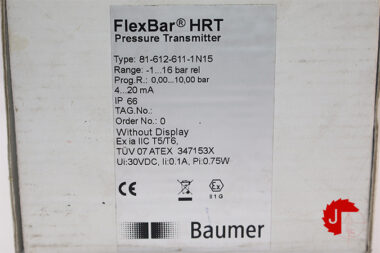 FlexBar® HRT
Pressure Transmitter
Type: 81-612-611-1N15
Range: -1...16 bar rel
Prog.R.: 0,00...10,00 bar
4...20 mA
IP 66
TAG.No.:
Order No.: 0
Without Display
Ex ia IIC T5/T6,
TÜV 07 ATEX 347153X
Ui:30VDC, Ii:0.1A, Pi:0.75W
CE
Ex
II 1 G
Baumer
J